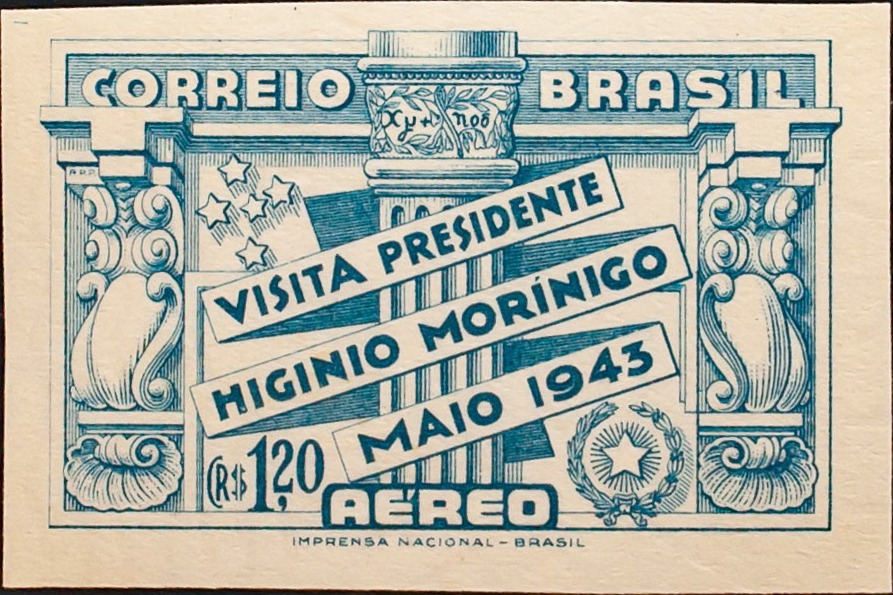 CORREIO BRASIL
VISITA PRESIDENTE
HIGINIO MORÍNIGO
MAIO 1943
CR$ 1,20
AÉREO
IMPRENSA NACIONAL - BRASIL